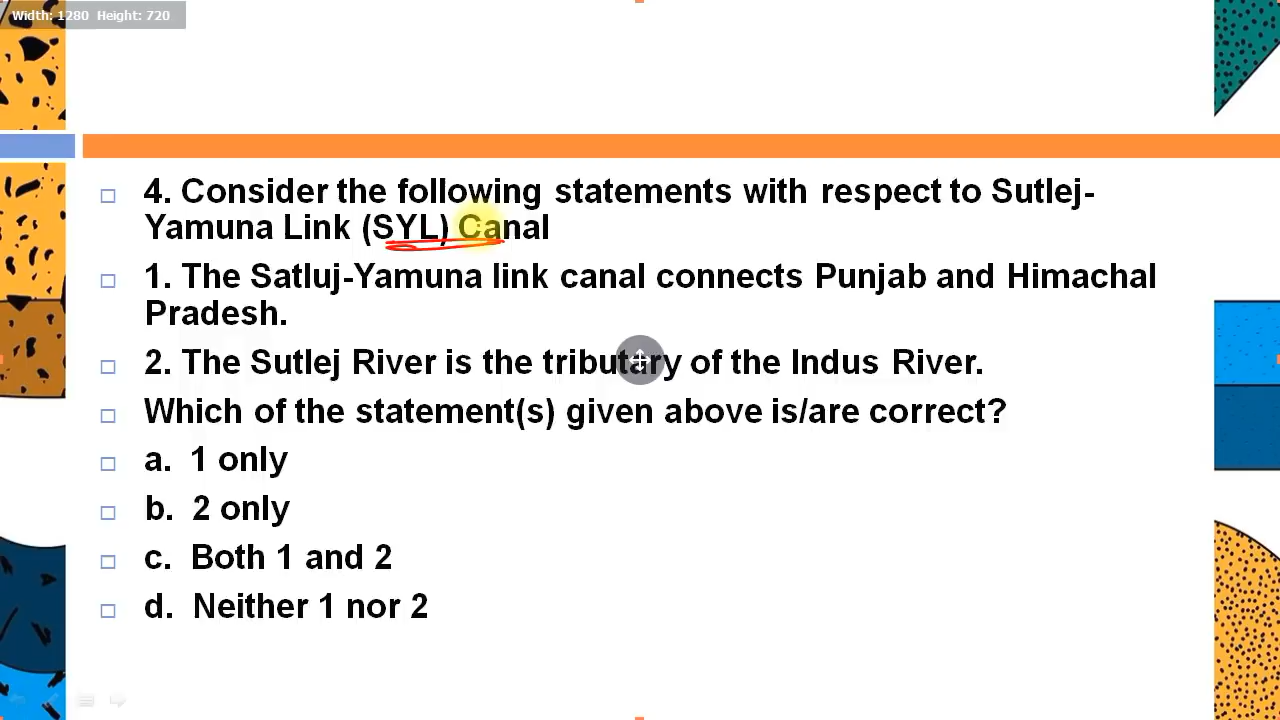 Width: 1280 Height: 720
4. Consider the following statements with respect to Sutlej-
Yamuna Link (SYL) Canal
1. The Satluj-Yamuna link canal connects Punjab and Himachal
Pradesh.
2. The Sutlej River is the tributary of the Indus River.
Which of the statement(s) given above is/are correct?
a. 1 only
b. 2 only
c. Both 1 and 2
d. Neither 1 nor 2